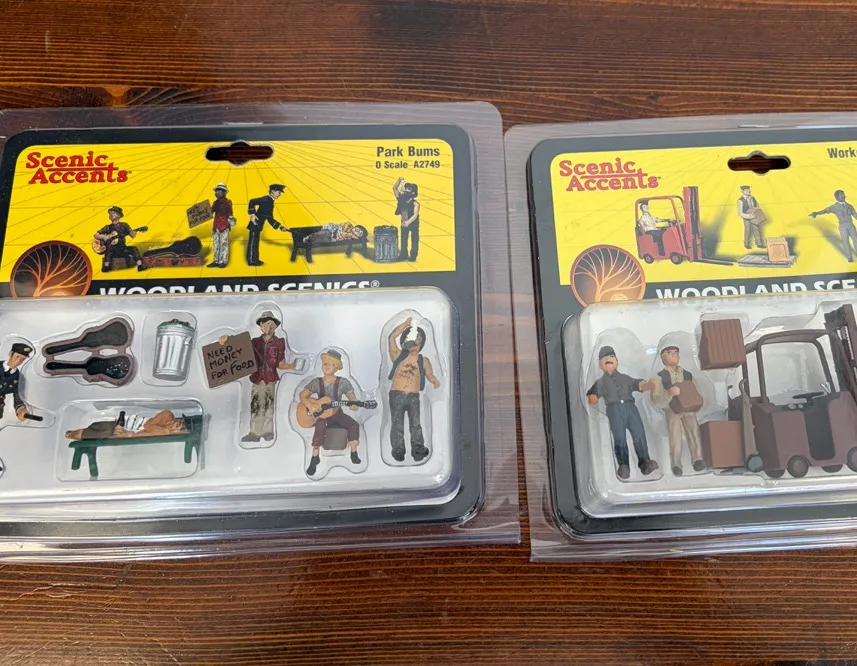 Scenic
Accents®
Park Bums
O Scale A2749
WOODLAND SCENICS®
NEED
MONEY
FOR FOOD
Scenic
Accents®
Work
WOODLAND SCE